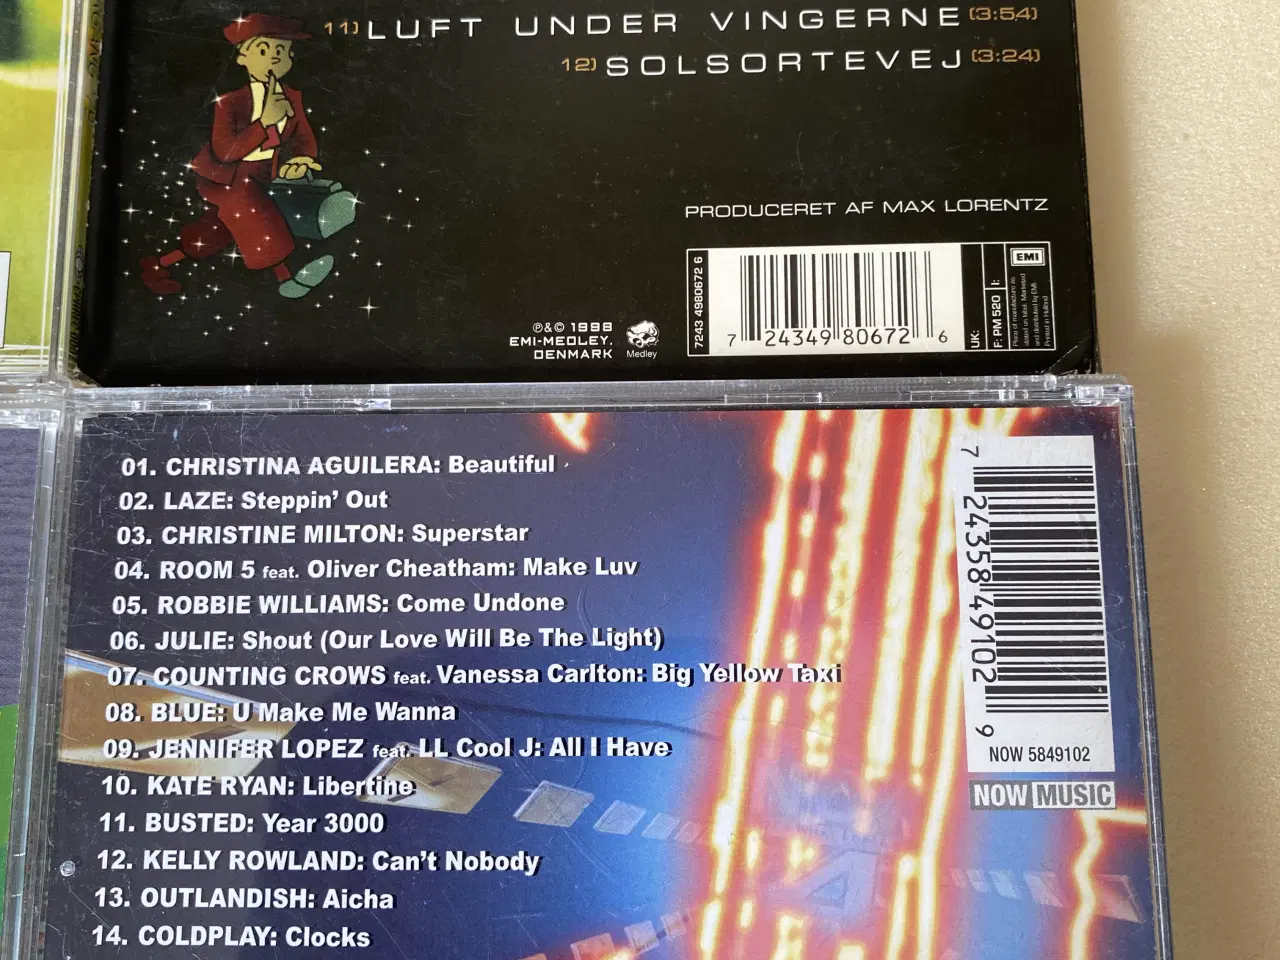 11) LUFT UNDER VINGERNE (3:54)
12) SOLSORTEVEJ (3:24)
PRODUCERET AF MAX LORENTZ
7243 4980672 6
7 24349 80672 6
UK:
F: PM 520
I:
EMI
℗&© 1998
EMI-MEDLEY.
DENMARK
Medley
01. CHRISTINA AGUILERA: Beautiful
02. LAZE: Steppin' Out
03. CHRISTINE MILTON: Superstar
04. ROOM 5 feat. Oliver Cheatham: Make Luv
05. ROBBIE WILLIAMS: Come Undone
06. JULIE: Shout (Our Love Will Be The Light)
07. COUNTING CROWS feat. Vanessa Carlton: Big Yellow Taxi
08. BLUE: U Make Me Wanna
09. JENNIFER LOPEZ feat. LL Cool J: All I Have
10. KATE RYAN: Libertine
11. BUSTED: Year 3000
12. KELLY ROWLAND: Can't Nobody
13. OUTLANDISH: Aicha
14. COLDPLAY: Clocks
7 24358 49102 9
NOW 5849102
NOW MUSIC